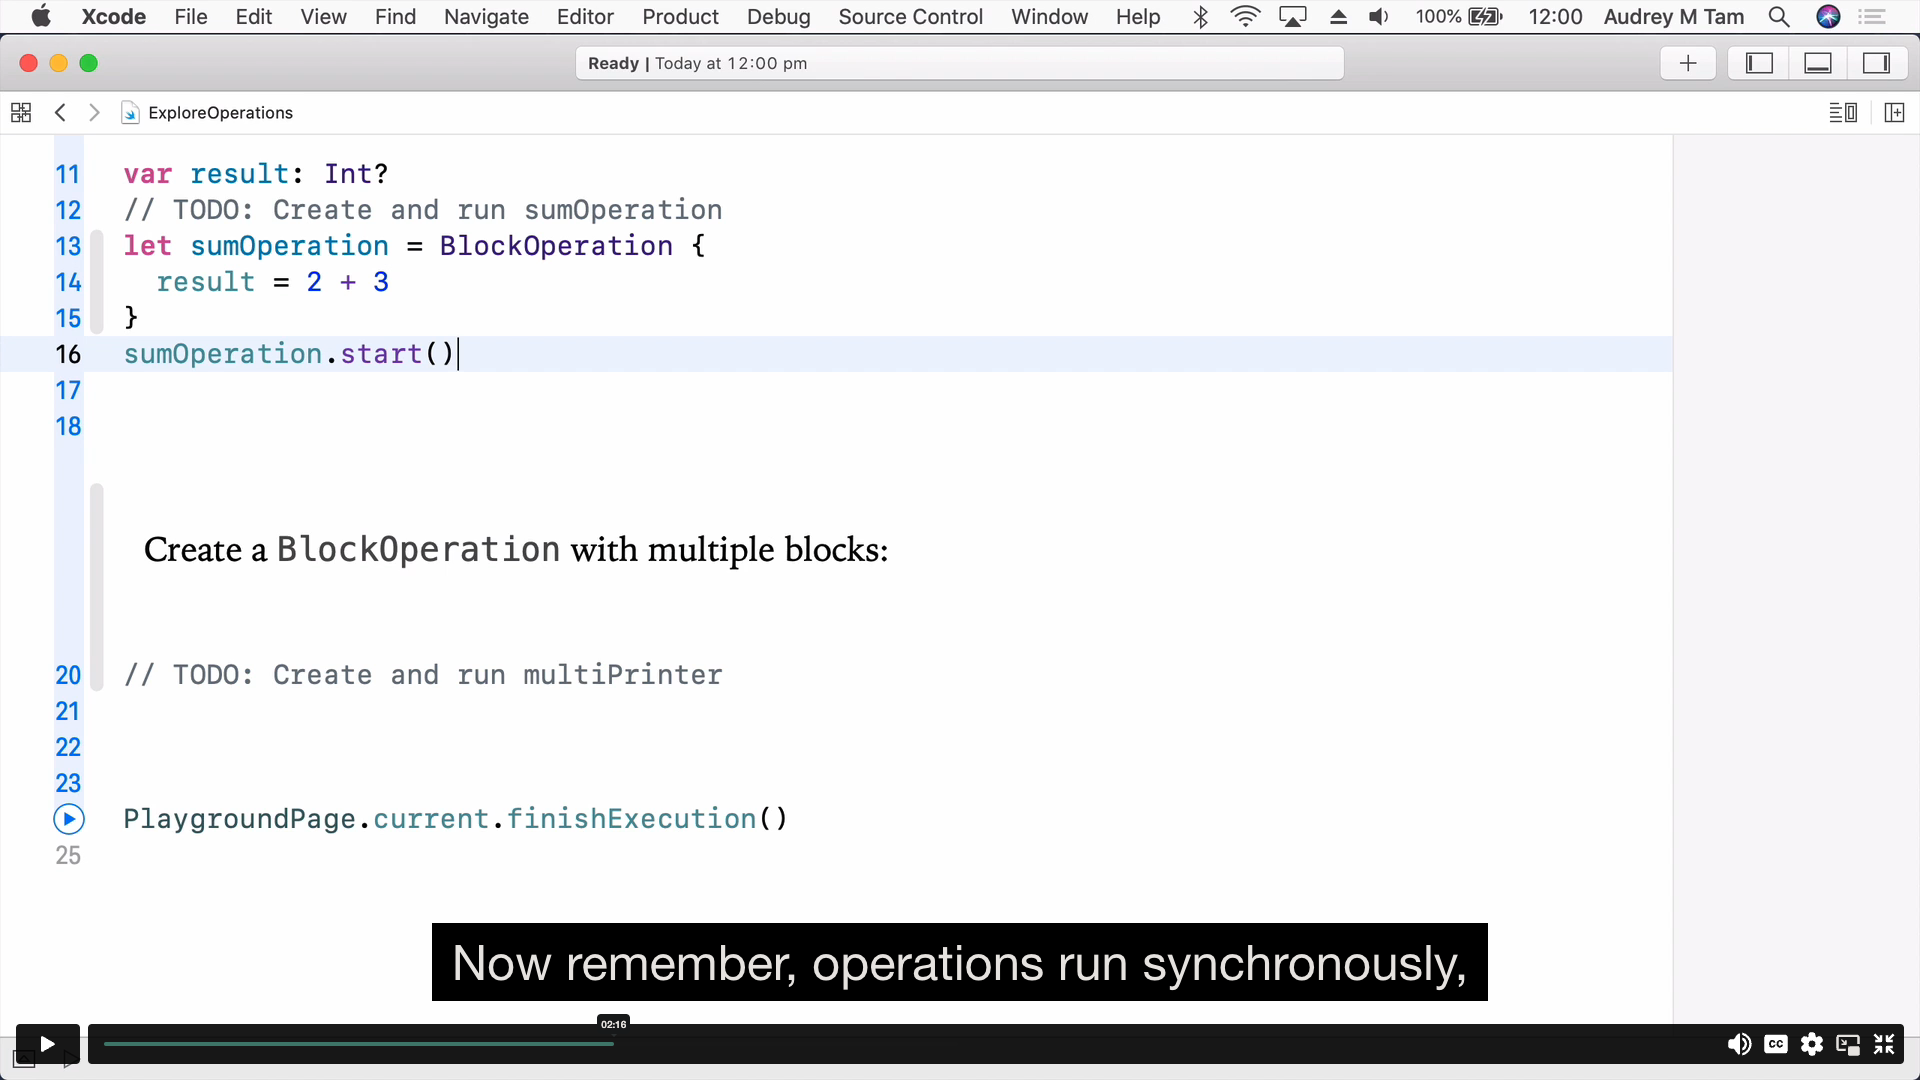 Xcode File Edit View Find Navigate Editor Product Debug Source Control Window Help 100% 12:00 Audrey M Tam
Ready | Today at 12:00 pm
ExploreOperations
11 var result: Int?
12 // TODO: Create and run sumOperation
13 let sumOperation = BlockOperation {
14 result = 2 + 3
15 }
16 sumOperation.start()
17
18
Create a BlockOperation with multiple blocks:
20 // TODO: Create and run multiPrinter
21
22
23
PlaygroundPage.current.finishExecution()
25
Now remember, operations run synchronously,
02:16
CC